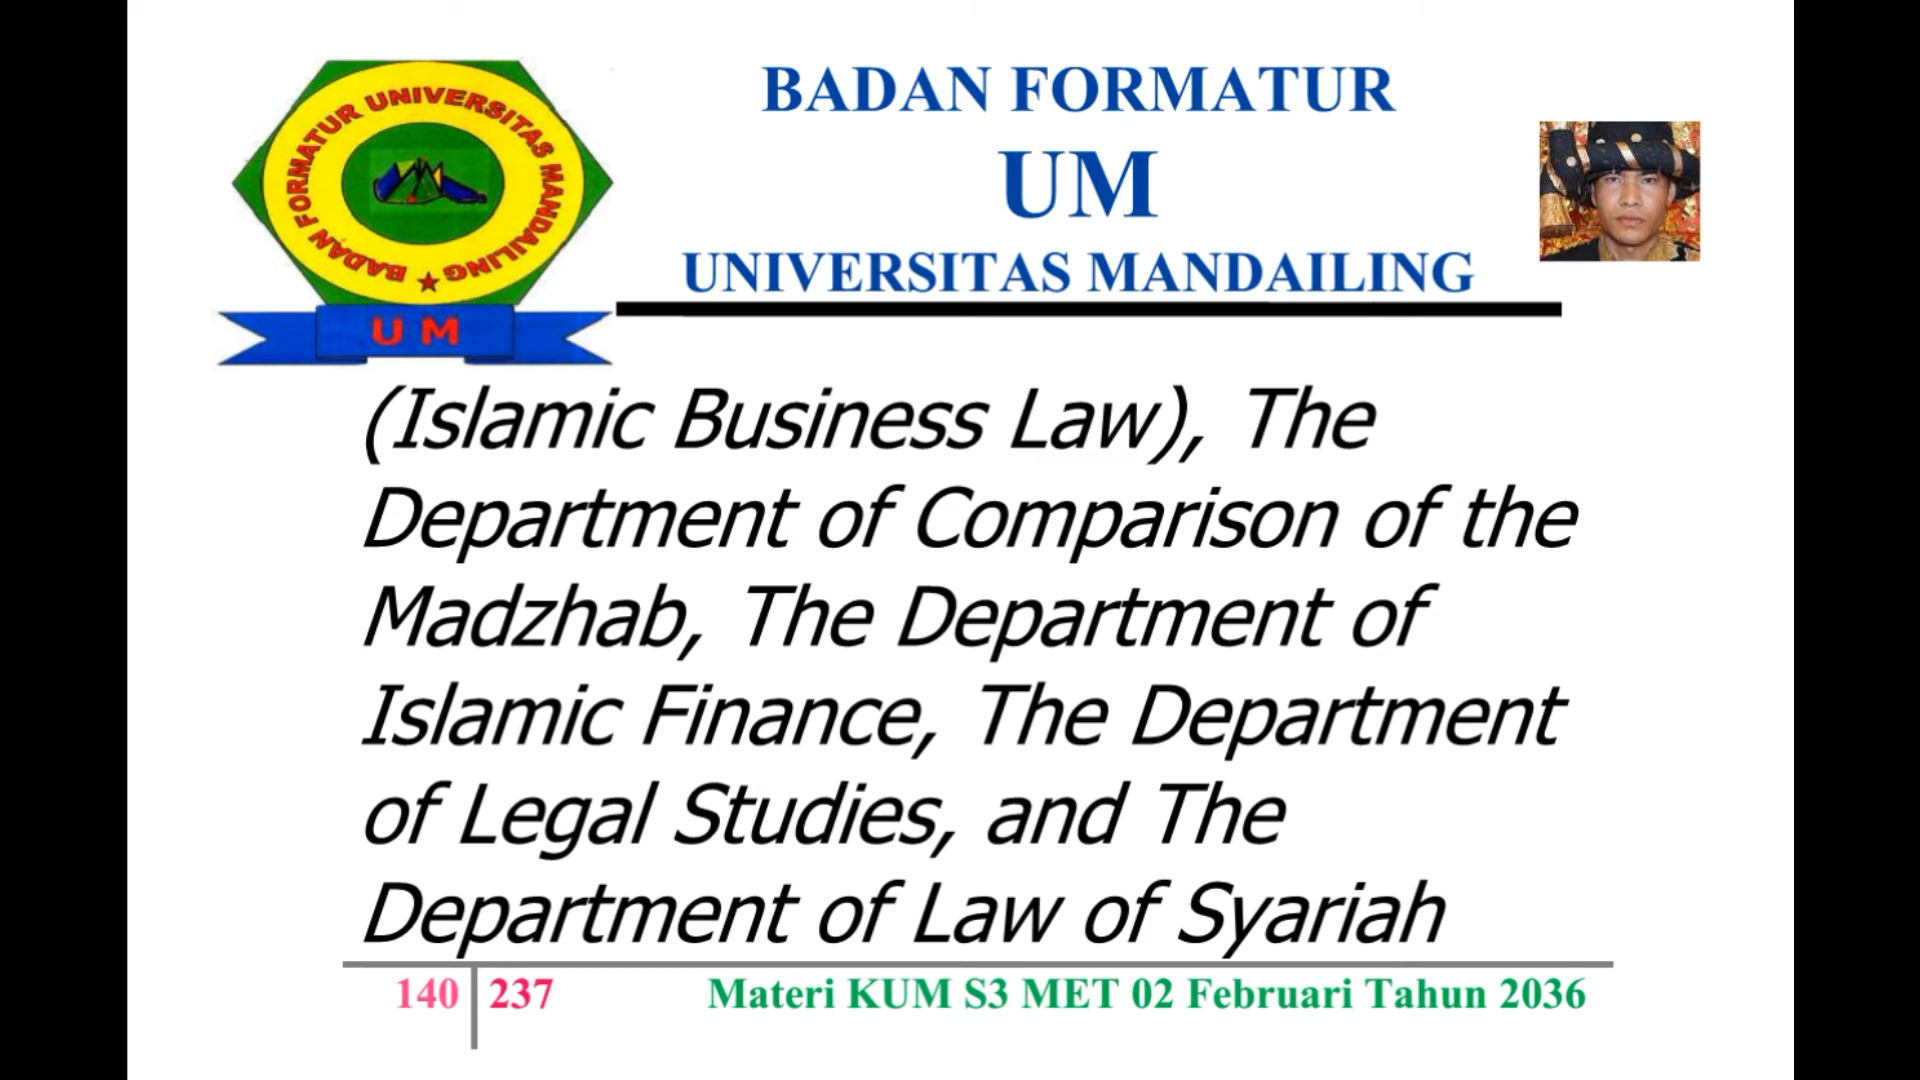 BADAN FORMATUR UNIVERSITAS MANDAILING
U M
BADAN FORMATUR
UM
UNIVERSITAS MANDAILING
(Islamic Business Law), The
Department of Comparison of the
Madzhab, The Department of
Islamic Finance, The Department
of Legal Studies, and The
Department of Law of Syariah
140 237 Materi KUM S3 MET 02 Februari Tahun 2036